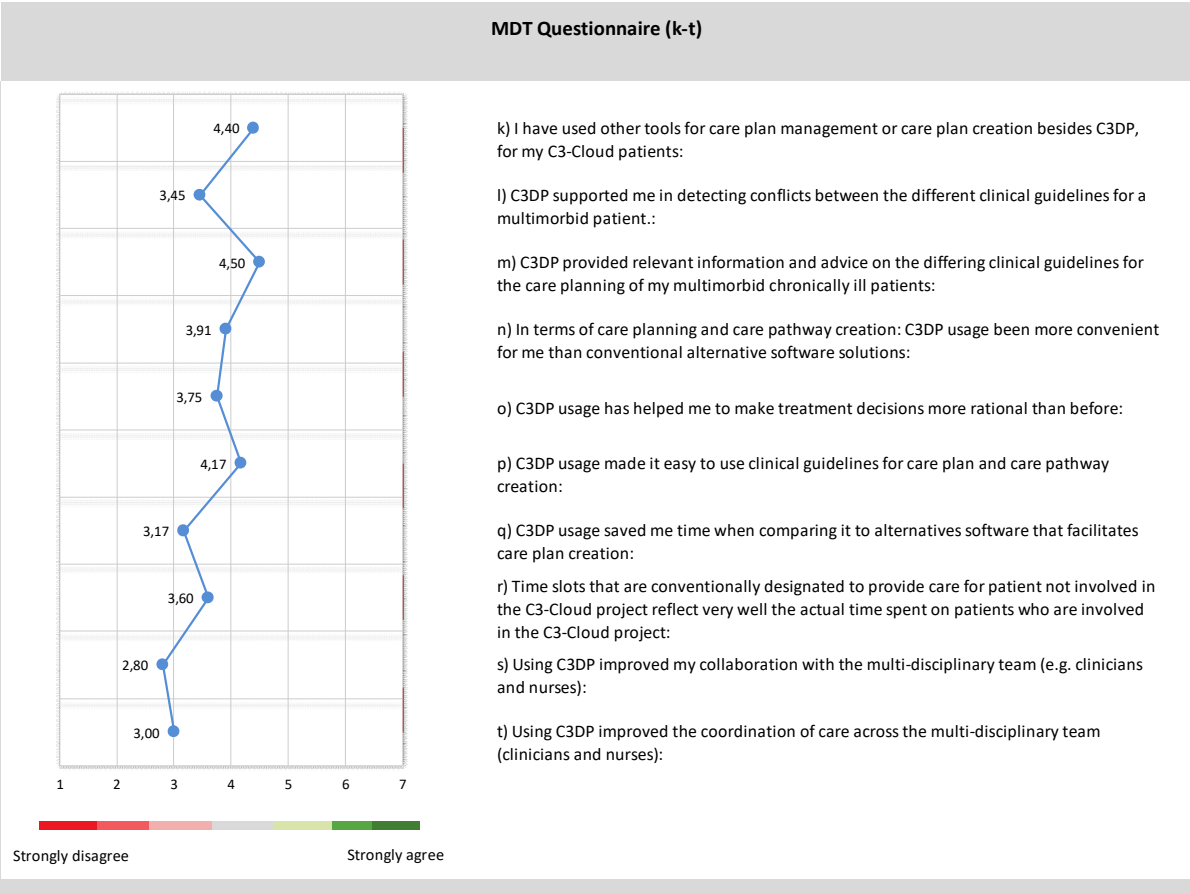 MDT Questionnaire (k-t)
4,40
3,45
4,50
3,91
3,75
4,17
3,17
3,60
2,80
3,00
1 2 3 4 5 6 7
Strongly disagree Strongly agree
k) I have used other tools for care plan management or care plan creation besides C3DP,
for my C3-Cloud patients:
l) C3DP supported me in detecting conflicts between the different clinical guidelines for a
multimorbid patient.:
m) C3DP provided relevant information and advice on the differing clinical guidelines for
the care planning of my multimorbid chronically ill patients:
n) In terms of care planning and care pathway creation: C3DP usage been more convenient
for me than conventional alternative software solutions:
o) C3DP usage has helped me to make treatment decisions more rational than before:
p) C3DP usage made it easy to use clinical guidelines for care plan and care pathway
creation:
q) C3DP usage saved me time when comparing it to alternatives software that facilitates
care plan creation:
r) Time slots that are conventionally designated to provide care for patient not involved in
the C3-Cloud project reflect very well the actual time spent on patients who are involved
in the C3-Cloud project:
s) Using C3DP improved my collaboration with the multi-disciplinary team (e.g. clinicians
and nurses):
t) Using C3DP improved the coordination of care across the multi-disciplinary team
(clinicians and nurses):